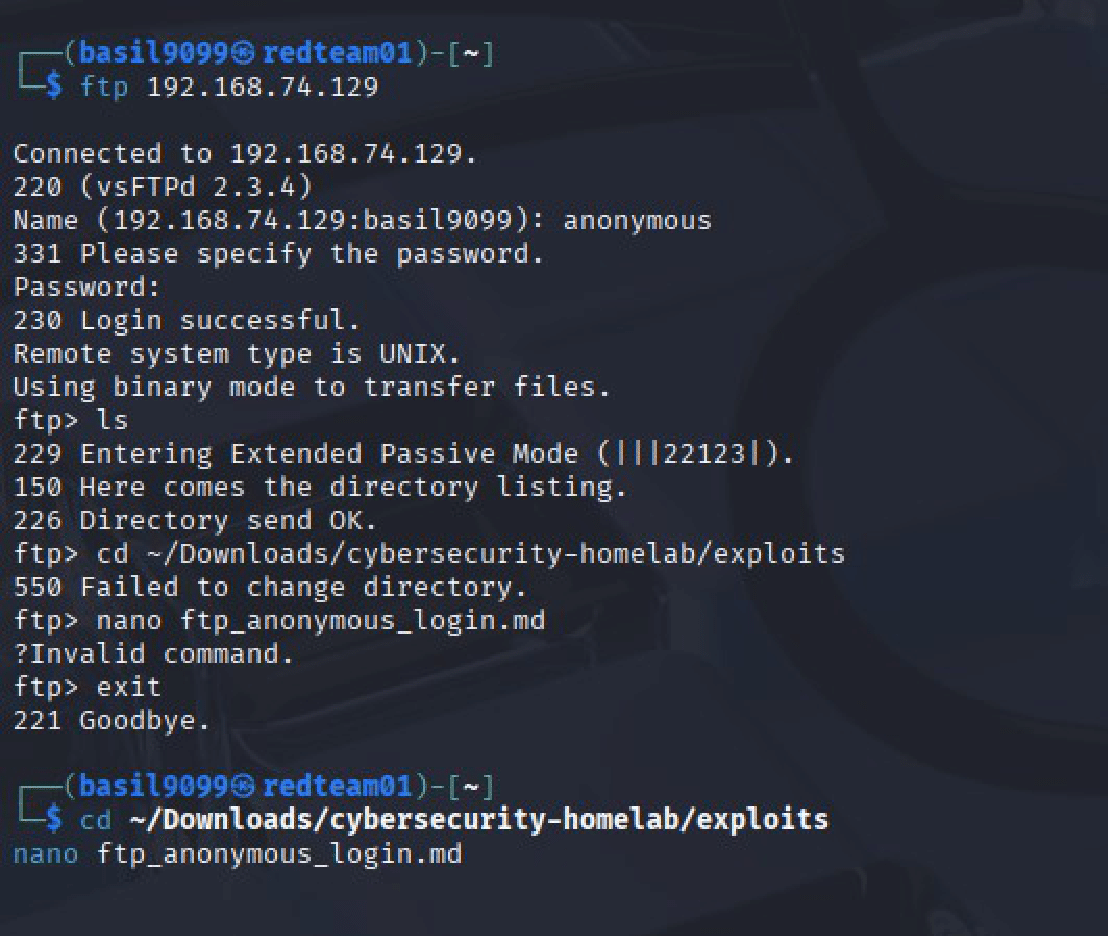 ┌──(basil9099㉿redteam01)-[~]
└─$ ftp 192.168.74.129
Connected to 192.168.74.129.
220 (vsFTPd 2.3.4)
Name (192.168.74.129:basil9099): anonymous
331 Please specify the password.
Password:
230 Login successful.
Remote system type is UNIX.
Using binary mode to transfer files.
ftp> ls
229 Entering Extended Passive Mode (|||22123|).
150 Here comes the directory listing.
226 Directory send OK.
ftp> cd ~/Downloads/cybersecurity-homelab/exploits
550 Failed to change directory.
ftp> nano ftp_anonymous_login.md
?Invalid command.
ftp> exit
221 Goodbye.
┌──(basil9099㉿redteam01)-[~]
└─$ cd ~/Downloads/cybersecurity-homelab/exploits
nano ftp_anonymous_login.md